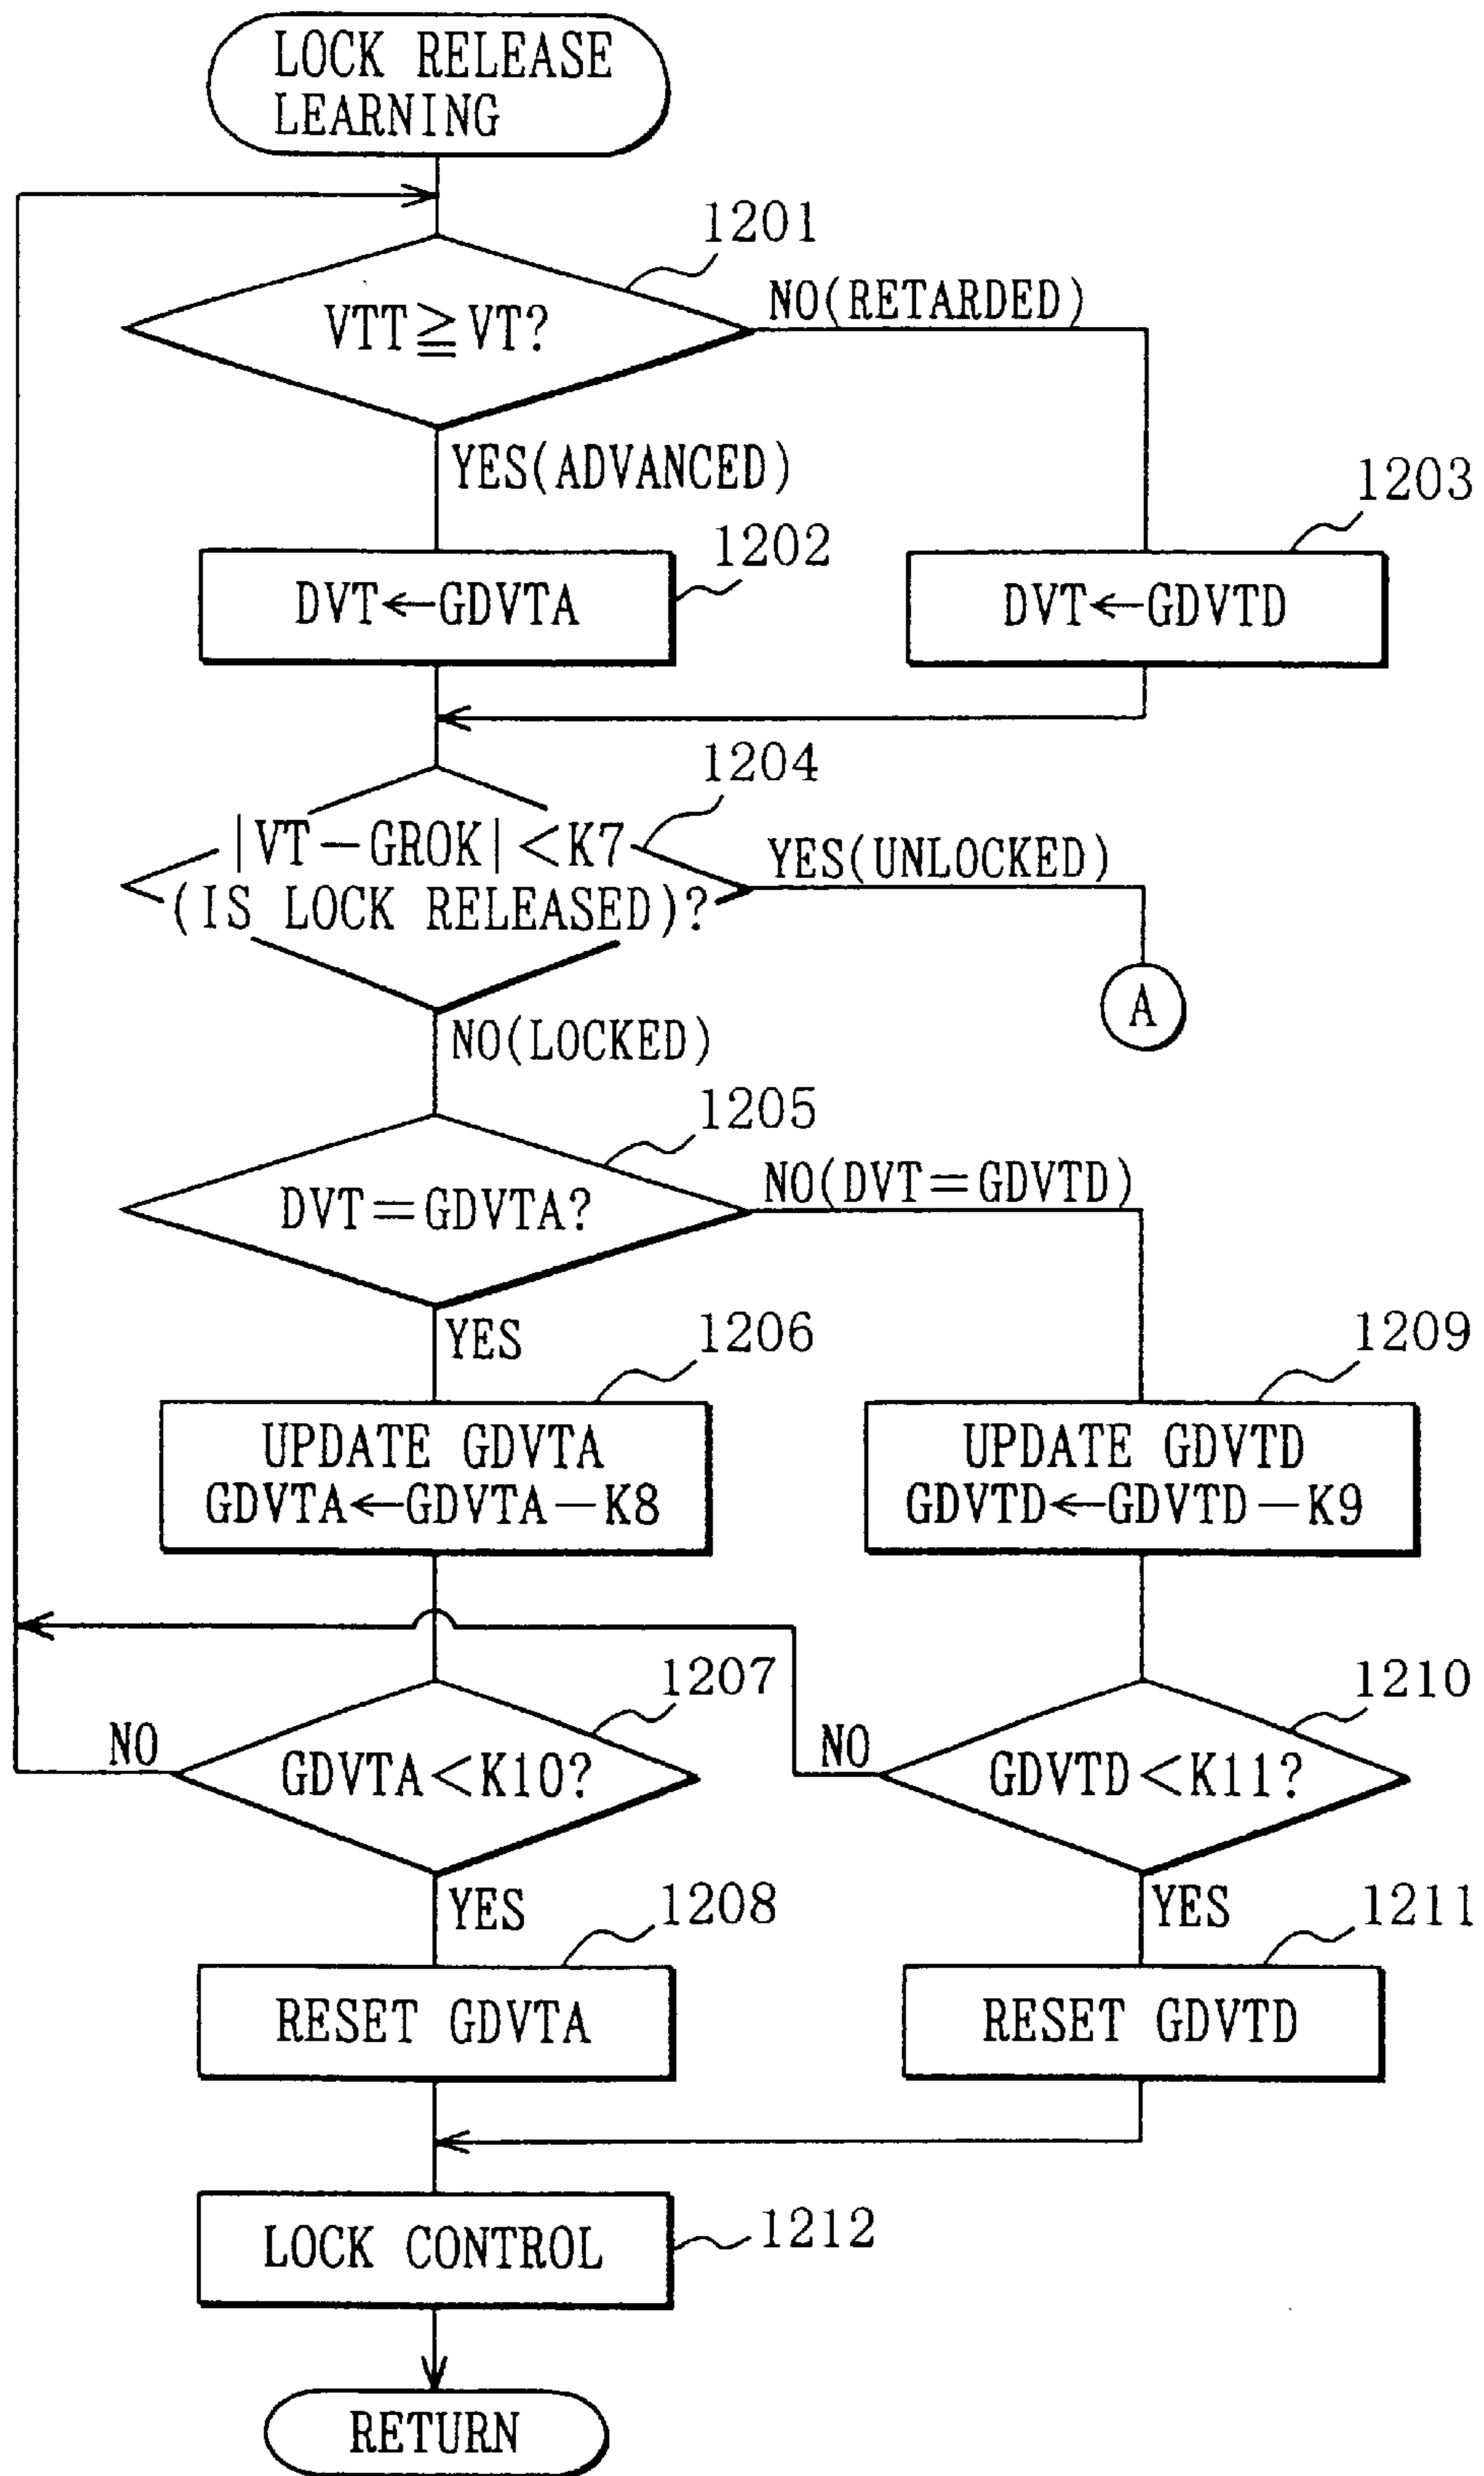 LOCK RELEASE
LEARNING
1201
VTT≧VT?
NO(RETARDED)
YES(ADVANCED)
1202
1203
DVT←GDVTA
DVT←GDVTD
1204
|VT-GROK|<K7
(IS LOCK RELEASED)?
YES(UNLOCKED)
A
NO(LOCKED)
1205
DVT=GDVTA?
NO(DVT=GDVTD)
YES
1206
1209
UPDATE GDVTA
GDVTA←GDVTA-K8
UPDATE GDVTD
GDVTD←GDVTD-K9
1207
1210
NO
GDVTA<K10?
NO
GDVTD<K11?
YES
1208
YES
1211
RESET GDVTA
RESET GDVTD
LOCK CONTROL
1212
RETURN